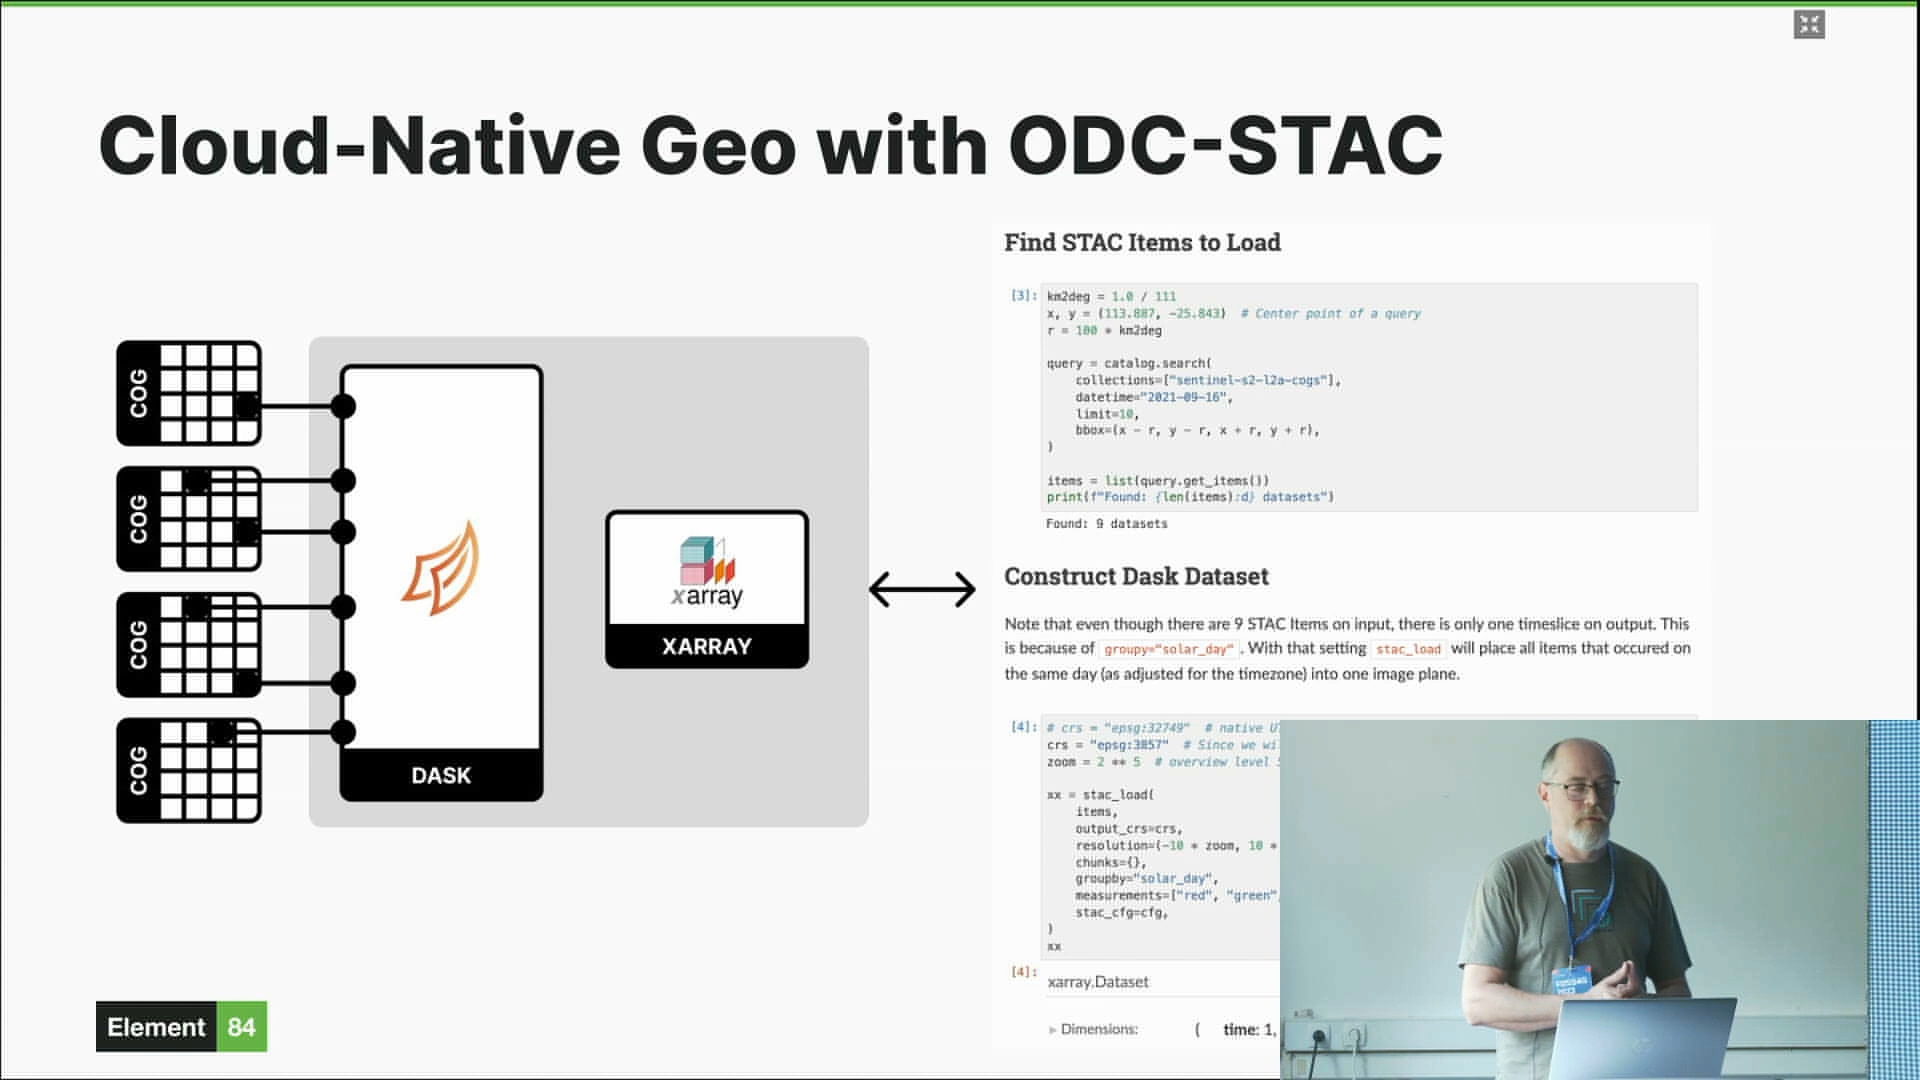 Cloud-Native Geo with ODC-STAC
COG
COG
COG
COG
DASK
xarray
XARRAY
Find STAC Items to Load
[3]:
km2deg = 1.0 / 111
x, y = (113.887, -25.843)  # Center point of a query
r = 100 * km2deg
query = catalog.search(
collections=["sentinel-s2-l2a-cogs"],
datetime="2021-09-16",
limit=10,
bbox=(x - r, y - r, x + r, y + r),
)
items = list(query.get_items())
print(f"Found: {len(items):d} datasets")
Found: 9 datasets
Construct Dask Dataset
Note that even though there are 9 STAC Items on input, there is only one timeslice on output. This
is because of groupy="solar_day" . With that setting stac_load will place all items that occured on
the same day (as adjusted for the timezone) into one image plane.
[4]:
# crs = "epsg:32749"  # native
crs = "epsg:3857"  # Since we
zoom = 2 ** 5  # overview level
xx = stac_load(
items,
output_crs=crs,
resolution=(-10 * zoom, 10 *
chunks={},
groupby="solar_day",
measurements=["red", "green"
stac_cfg=cfg,
)
xx
[4]:
xarray.Dataset
Dimensions: ( time: 1,
Element 84